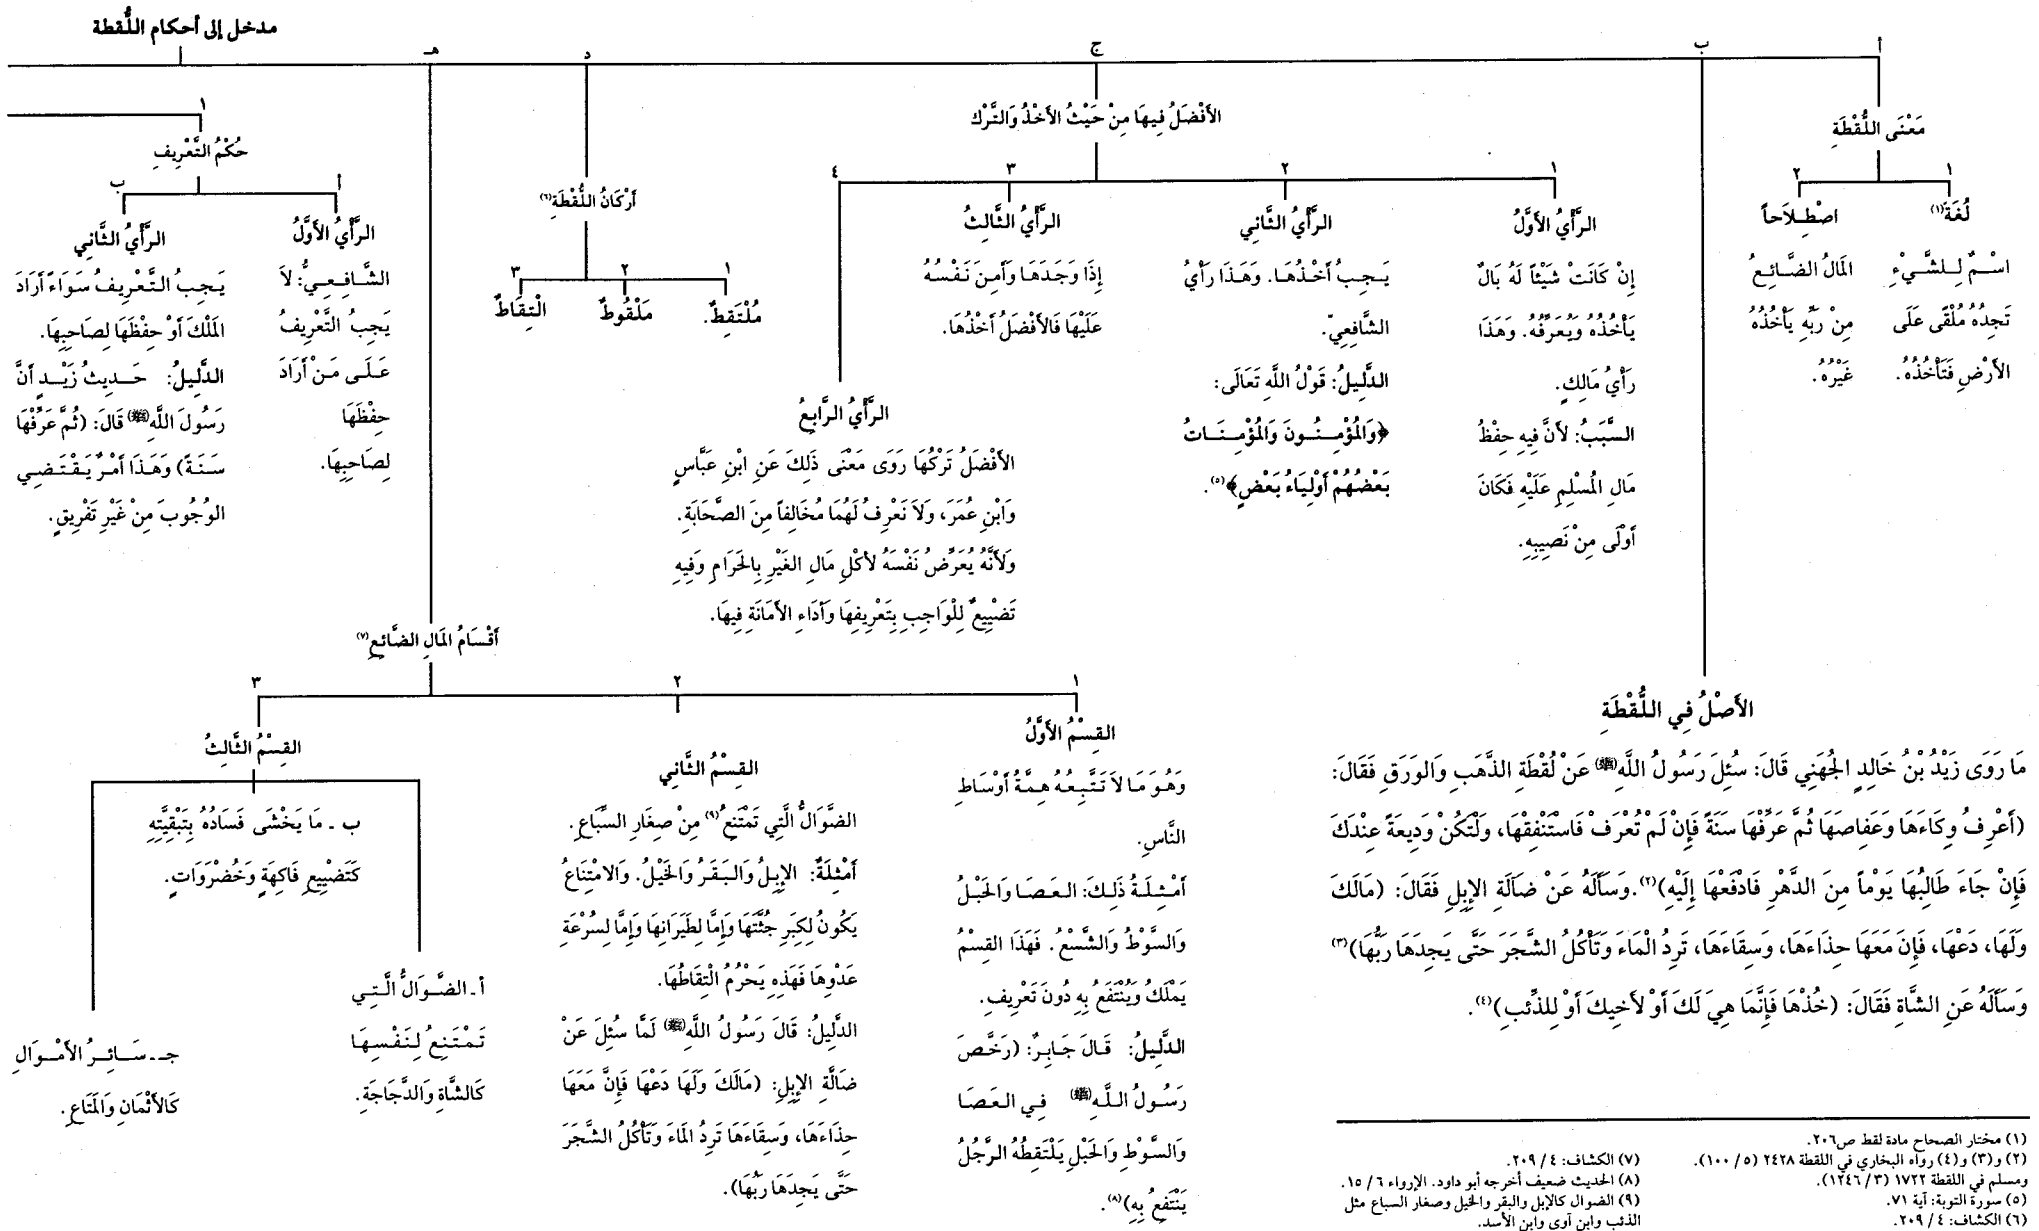 مدخل إلى أحكام اللُّقطة
أ
مَعْنَى اللُّقْطَةِ
١
لُغَةً(١)
اسْمٌ لِلشَّيْءِ
تَجِدُهُ مُلْقًى عَلَى
الأَرْضِ فَتَأْخُذُهُ.
٢
اصْطِلَاحاً
المَالُ الضَّائِعُ
مِنْ رَبِّهِ يَأْخُذُهُ
غَيْرُهُ.
ب
الأَصْلُ فِي اللُّقْطَةِ
مَا رَوَى زَيْدُ بْنُ خَالِدٍ الجُهَنِي قَالَ: سُئِلَ رَسُولُ اللَّهِ(ﷺ) عَنْ لُقْطَةِ الذَّهَبِ وَالوَرَقِ فَقَالَ:
(أَعْرِفُ وِكَاءَهَا وَعَفَاصَهَا ثُمَّ عَرِّفْهَا سَنَةً فَإِنْ لَمْ تُعْرَفْ فَاسْتَنْفِقْهَا، وَلْتَكُنْ وَدِيعَةً عِنْدَكَ
فَإِنْ جَاءَ طَالِبُهَا يَوْماً مِنَ الدَّهْرِ فَادْفَعْهَا إِلَيْهِ)(٢). وَسَأَلَهُ عَنْ ضَالَةِ الإِبِلِ فَقَالَ: (مَالَكَ
وَلَهَا، دَعْهَا، فَإِنَ مَعَهَا حِذَاءَهَا، وَسِقَاءَهَا، تَرِدُ الْمَاءَ وَتَأْكُلُ الشَّجَرَ حَتَّى يَجِدَهَا رَبُّهَا)(٣)
وَسَأَلَهُ عَنِ الشَّاةِ فَقَالَ: (خُذْهَا فَإِنَّمَا هِيَ لَكَ أَوْ لأَخِيكَ أَوْ لِلذِّئبِ)(٤).
ج
الأَفْضَلُ فِيهَا مِنْ حَيْثُ الأَخْذُ وَالتَّرْك
١
الرَّأْيُ الأَوَّلُ
إِنْ كَانَتْ شَيْئاً لَهُ بَالٌ
يَأْخُذُهُ وَيُعَرِّفُهُ. وَهَذَا
رَأْيُ مَالِكٍ.
السَّبَبُ: لأَنَّ فِيهِ حِفْظُ
مَالِ المُسْلِمِ عَلَيْهِ فَكَانَ
أَوْلَى مِنْ نَصِيبِهِ.
٢
الرَّأْيُ الثَّانِي
يَجِبُ أَخْذُهَا. وَهَذَا رَأْيُ
الشَّافِعِيّ.
الدَّلِيلُ: قَوْلُ اللَّهِ تَعَالَى:
﴿وَالمُؤْمِنُونَ وَالمُؤْمِنَاتُ
بَعْضُهُمْ أَوْلِيَاءُ بَعْضٍ﴾(٥).
٣
الرَّأْيُ الثَّالِثُ
إِذَا وَجَدَهَا وَأَمِنَ نَفْسُهُ
عَلَيْهَا فَالأَفْضَلُ أَخْذُهَا.
٤
الرَّأْيُ الرَّابِعُ
الأَفْضَلُ تَرْكُهَا رَوَى مَعْنَى ذَلِكَ عَنِ ابْنِ عَبَّاسٍ
وَابْنِ عُمَرَ، وَلَا نَعْرِفُ لَهُمَا مُخَالِفاً مِنَ الصَّحَابَةِ.
وَلأَنَّهُ يُعَرِّضُ نَفْسَهُ لأكْلِ مَالِ الغَيْرِ بِالحَرَامِ وَفِيهِ
تَضْيِيعٌ لِلْوَاجِبِ بِتَعْرِيفِهَا وَأَدَاءِ الأَمَانَةِ فِيهَا.
د
أَرْكَانُ اللُّقْطَةِ(٦)
١
مُلْتَقِطٌ.
٢
مَلْقُوطٌ
٣
الْتِقَاطٌ
هـ
أَقْسَامُ المَالِ الضَّائِعِ(٧)
١
القِسْمُ الأَوَّلُ
وَهُوَ مَا لاَ تَتَّبِعُهُ هِمَّةُ أَوْسَاطِ
النَّاسِ.
أَمْثِلَةُ ذَلِكَ: العَصَا وَالحَبْلُ
وَالسَّوْطُ وَالشَّسْعُ. فَهَذَا القِسْمُ
يَمْلَكُ وَيُنْتَفَعُ بِهِ دُونَ تَعْرِيفِ.
الدَّلِيلُ: قَالَ جَابِرٌ: (رَخَّصَ
رَسُولُ اللَّهِ(ﷺ) فِي العَصَا
وَالسَّوْطِ وَالحَبْلِ يَلْتَقِطُهُ الرَّجُلُ
يَنْتَفِعُ بِهِ)(٨).
٢
القِسْمُ الثَّانِي
الضَّوَالُّ الَّتِي تَمْتَنِعُ(٩) مِنْ صِغَارِ السِّبَاعِ.
أَمْثِلَةٌ: الإِبِلُ وَالبَقَرُ وَالخَيْلُ. وَالامْتِنَاعُ
يَكُونُ لِكِبَرِ جُثَّتَهَا وَإِمَّا لِطَيَرَانِهَا وَإِمَّا لِسُرْعَةِ
عَدْوِهَا فَهَذِهِ يَحْرُمُ الْتِقَاطُهَا.
الدَّلِيلُ: قَالَ رَسُولُ اللَّهِ(ﷺ) لَمَّا سُئِلَ عَنْ
ضَالَّةِ الإِبِلِ: (مَالَكَ وَلَهَا دَعْهَا فَإِنَّ مَعَهَا
حِذَاءَهَا، وَسِقَاءَهَا تَرِدُ المَاءَ وَتَأْكُلُ الشَّجَرَ
حَتَّى يَجِدَهَا رَبُّهَا).
٣
القِسْمُ الثَّالِثُ
أ ـ الضَّوَالُّ الَّتِي
تَمْتَنِعُ لِنَفْسِهَا
كَالشَّاةِ وَالدَّجَاجَةِ.
ب ـ مَا يَخْشَى فَسَادُهُ بِتَبْقِيَتِهِ
كَتَضْيِيعِ فَاكِهَةٍ وَخُضْرَوَاتٍ.
جـ ـ سَائِرُ الأَمْوَالِ
كَالأَثْمَانِ وَالمَتَاعِ.
١
حُكْمُ التَّعْرِيفِ
أ
الرَّأْيُ الأَوَّلُ
الشَّافِعِيُّ: لاَ
يَجِبُ التَّعْرِيفُ
عَلَى مَنْ أَرَادَ
حِفْظَهَا
لِصَاحِبِهَا.
ب
الرَّأْيُ الثَّانِي
يَجِبُ التَّعْرِيفُ سَوَاءً أَرَادَ
المَلْكَ أَوْ حِفْظَهَا لِصَاحِبِهَا.
الدَّلِيلُ: حَدِيثُ زَيْدٍ أَنَّ
رَسُولَ اللَّهِ(ﷺ) قَالَ: (ثُمَّ عَرِّفْهَا
سَنَةً) وَهَذَا أَمْرٌ يَقْتَضِي
الوُجُوبَ مِنْ غَيْرِ تَفْرِيقٍ.
(١) مختار الصحاح مادة لقط ص٢٠٦.
(٢) و(٣) و(٤) رواه البخاري في اللقطة ٢٤٢٨ (٥/ ١٠٠).
ومسلم في اللقطة ١٧٢٢ (٣/ ١٢٤٦).
(٥) سورة التوبة: آية ٧١.
(٦) الكشاف: ٤/ ٢٠٩.
(٧) الكشاف: ٤/ ٢٠٩.
(٨) الحديث ضعيف أخرجه أبو داود. الإرواء ٦/ ١٥.
(٩) الضوال كالإبل والبقر والخيل وصغار السباع مثل
الذئب وابن آوى وابن الأسد.